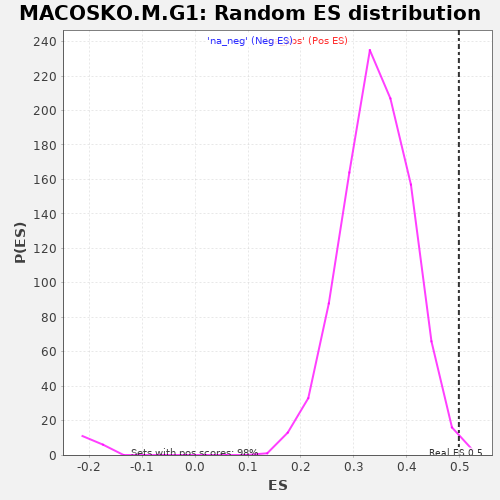 MACOSKO.M.G1: Random ES distribution
'na_neg' (Neg ES)
(Pos ES)
240
220
200
180
160
140
120
100
80
60
40
20
0
P(ES)
Sets with pos scores: 98%
Real ES 0.5
-0.2 -0.1 0.0 0.1 0.2 0.3 0.4 0.5
ES